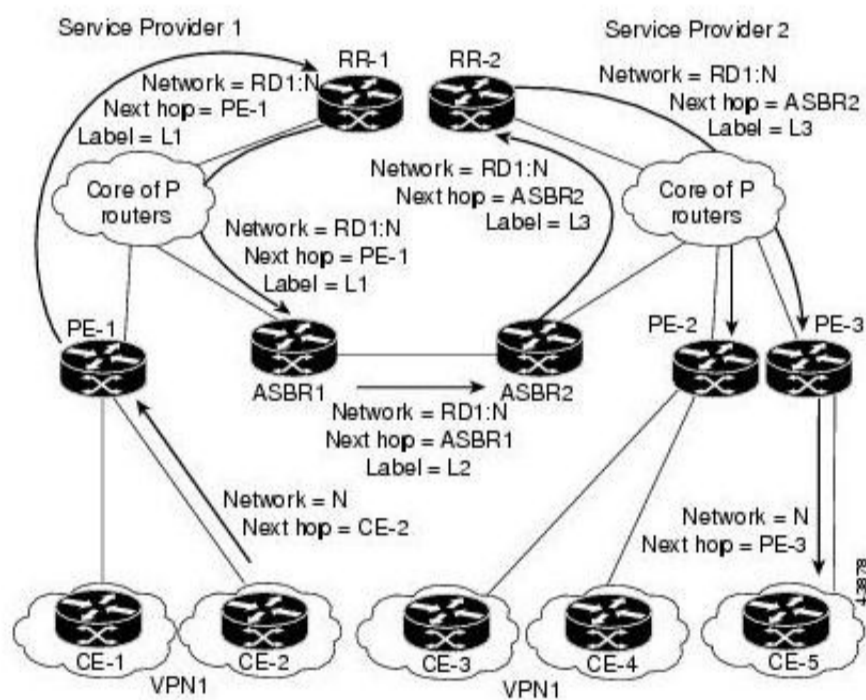 Service Provider 1
Service Provider 2
RR-1
RR-2
Network = RD1:N
Next hop = PE-1
Label = L1
Network = RD1:N
Next hop = ASBR2
Label = L3
Core of P
routers
Network = RD1:N
Next hop = ASBR2
Label = L3
Core of P
routers
Network = RD1:N
Next hop = PE-1
Label = L1
PE-1
PE-2
PE-3
ASBR1
ASBR2
Network = RD1:N
Next hop = ASBR1
Label = L2
Network = N
Next hop = CE-2
Network = N
Next hop = PE-3
CE-1
CE-2
CE-3
CE-4
CE-5
VPN1
VPN1